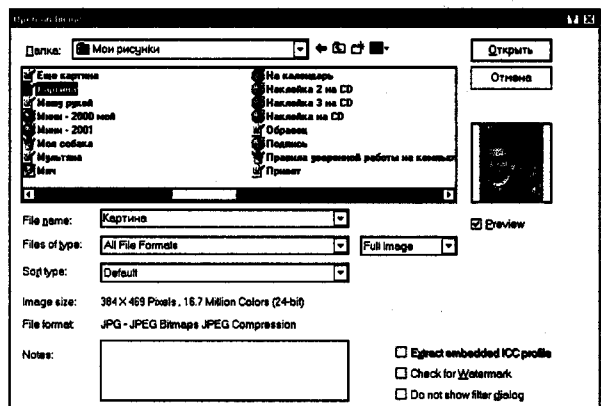 Папка: Мои рисунки
Открыть
Отмена
Еще картина
Картина
Машу рукой
Мини - 2000 мой
Мини - 2001
Моя собака
Мультяна
Мяч
На календарь
Наклейка 2 на CD
Наклейка 3 на CD
Наклейка на CD
Образец
Подпись
Правила уверенной работы на компьют
Привет
File name: Картина
Files of type: All File Formats Full Image
Preview
Sort type: Default
Image size: 384 X 469 Pixels, 16.7 Million Colors (24-bit)
File format: JPG - JPEG Bitmaps JPEG Compression
Notes:
Extract embedded ICC profile
Check for Watermark
Do not show filter dialog